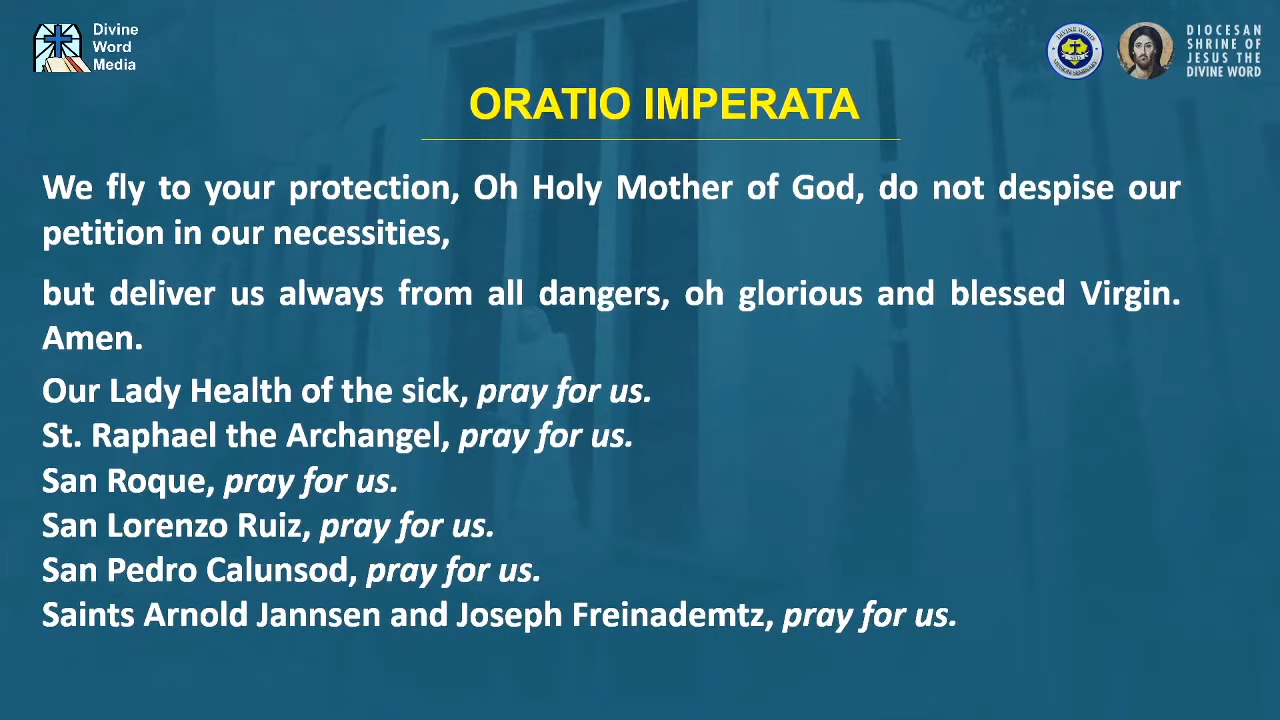 Divine
Word
Media
DIOCESAN
SHRINE OF
JESUS THE
DIVINE WORD
ORATIO IMPERATA
We fly to your protection, Oh Holy Mother of God, do not despise our
petition in our necessities,
but deliver us always from all dangers, oh glorious and blessed Virgin.
Amen.
Our Lady Health of the sick, pray for us.
St. Raphael the Archangel, pray for us.
San Roque, pray for us.
San Lorenzo Ruiz, pray for us.
San Pedro Calunsod, pray for us.
Saints Arnold Jannsen and Joseph Freinademtz, pray for us.